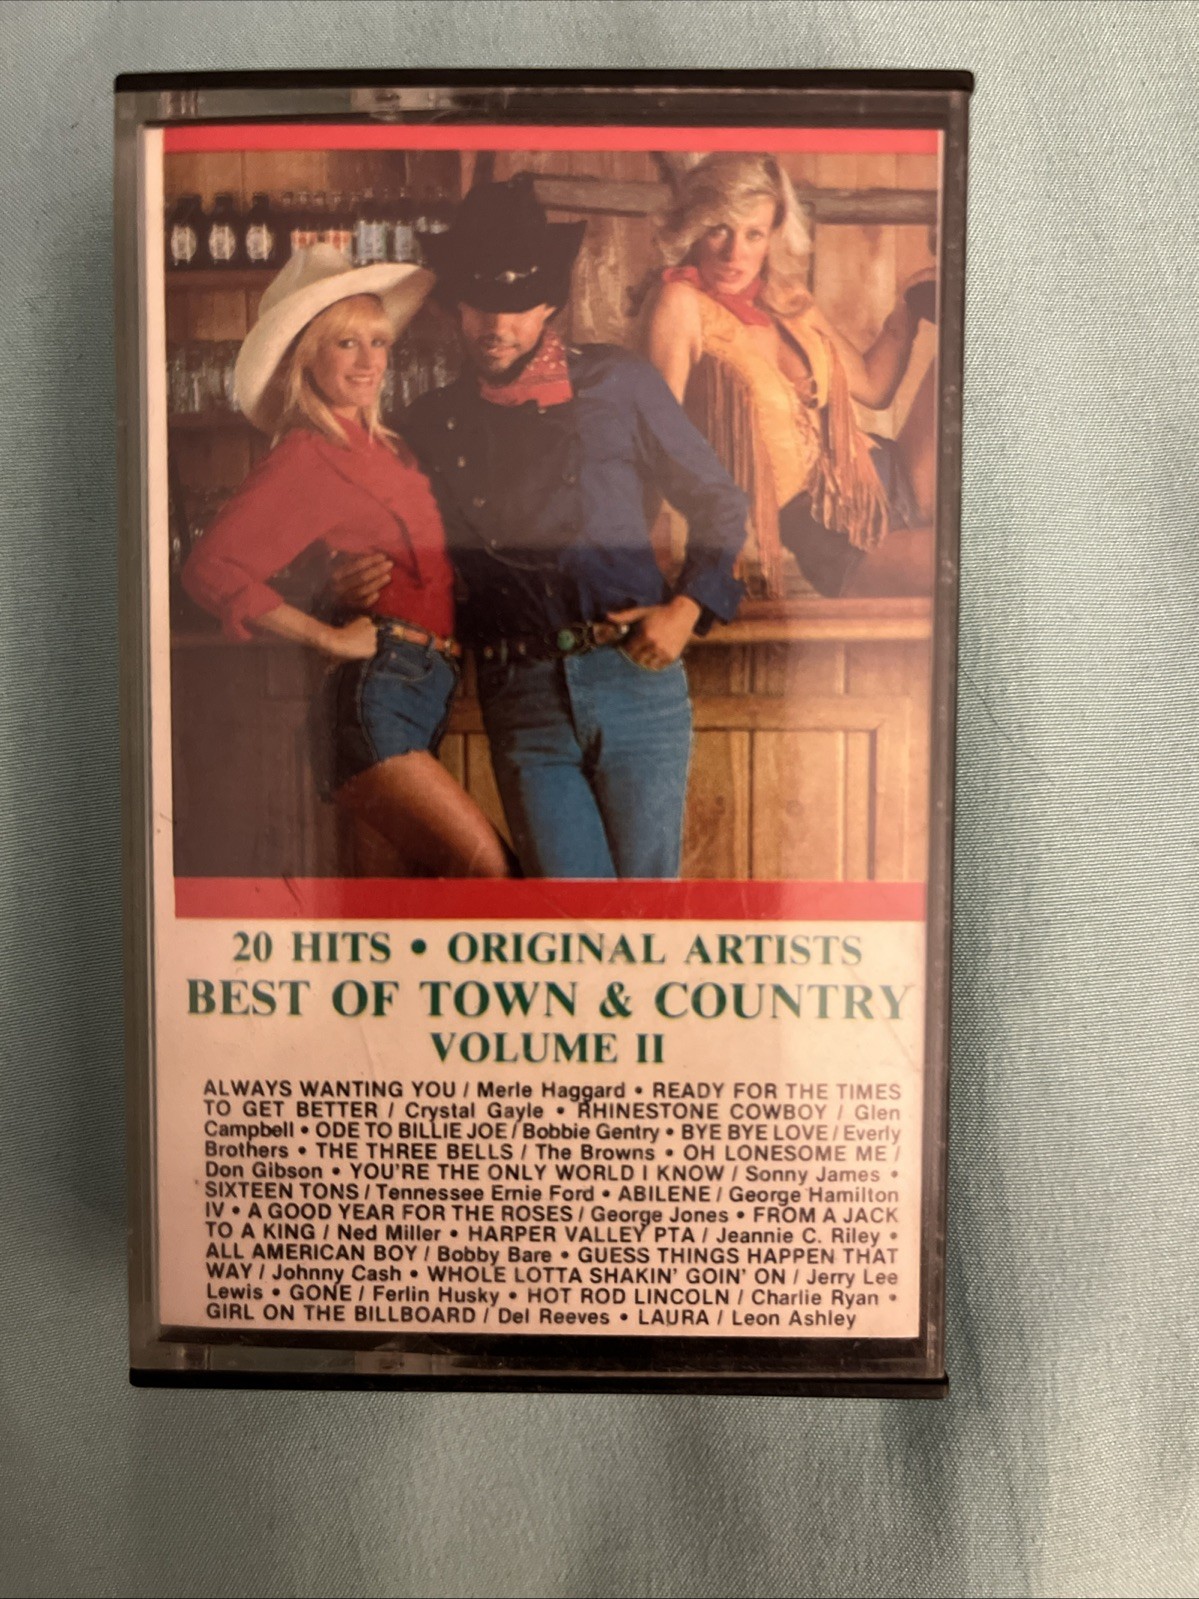 20 HITS • ORIGINAL ARTISTS
BEST OF TOWN & COUNTRY
VOLUME II
ALWAYS WANTING YOU / Merle Haggard • READY FOR THE TIMES
TO GET BETTER / Crystal Gayle • RHINESTONE COWBOY / Glen
Campbell • ODE TO BILLIE JOE / Bobbie Gentry • BYE BYE LOVE / Everly
Brothers • THE THREE BELLS / The Browns • OH LONESOME ME /
Don Gibson • YOU'RE THE ONLY WORLD I KNOW / Sonny James •
SIXTEEN TONS / Tennessee Ernie Ford • ABILENE / George Hamilton
IV • A GOOD YEAR FOR THE ROSES / George Jones • FROM A JACK
TO A KING / Ned Miller • HARPER VALLEY PTA / Jeannie C. Riley •
ALL AMERICAN BOY / Bobby Bare • GUESS THINGS HAPPEN THAT
WAY / Johnny Cash • WHOLE LOTTA SHAKIN' GOIN' ON / Jerry Lee
Lewis • GONE / Ferlin Husky • HOT ROD LINCOLN / Charlie Ryan •
GIRL ON THE BILLBOARD / Del Reeves • LAURA / Leon Ashley